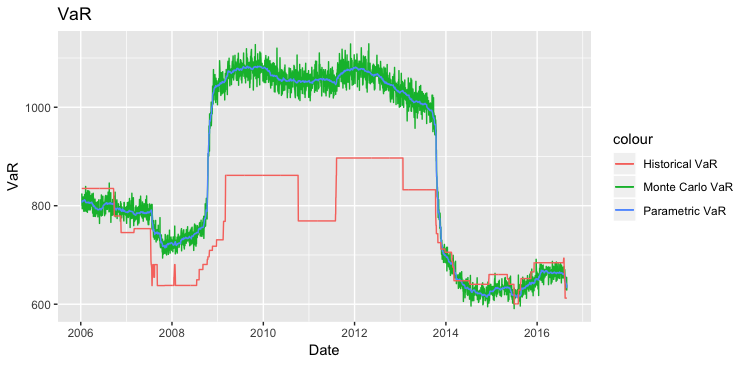 VaR
VaR
1000
800
600
2006
2008
2010
2012
2014
2016
Date
colour
Historical VaR
Monte Carlo VaR
Parametric VaR